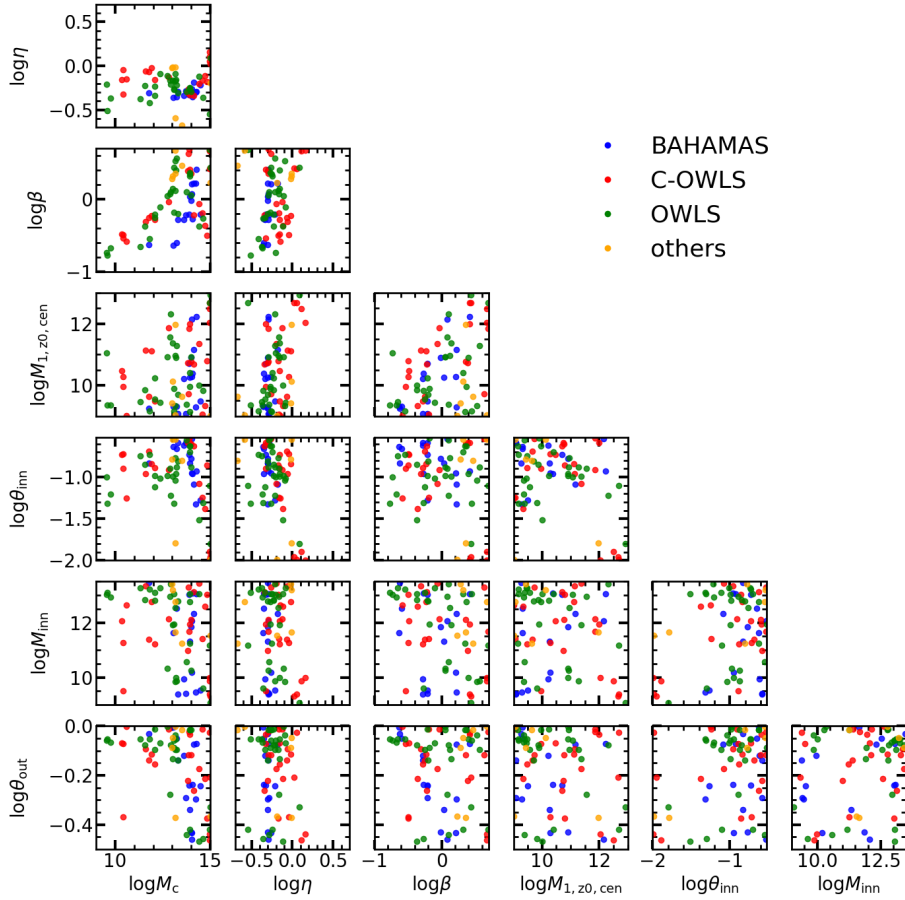 logη
0.5
0.0
−0.5
BAHAMAS
C-OWLS
OWLS
others
logβ
0
−1
logM1,z0,cen
12
10
logθinn
−1.0
−1.5
−2.0
logMinn
12
10
logθout
0.0
−0.2
−0.4
10 15 −0.5 0.0 0.5 −1 0 10 12 −2 −1 10.0 12.5
logMc logη logβ logM1,z0,cen logθinn logMinn